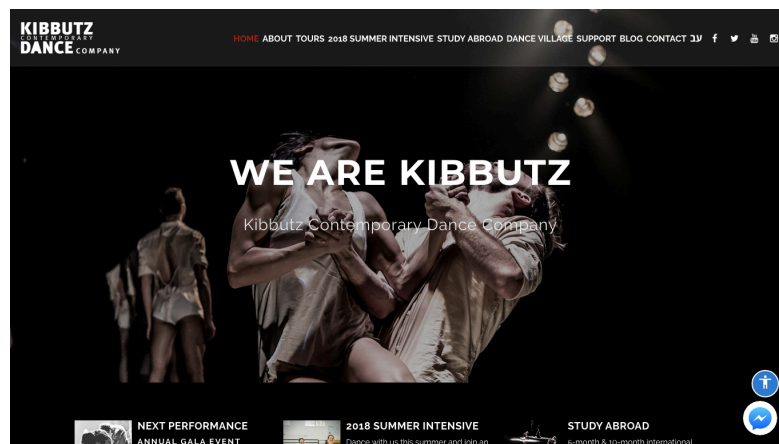 KIBBUTZ
CONTEMPORARY
DANCE COMPANY
HOME ABOUT TOURS 2018 SUMMER INTENSIVE STUDY ABROAD DANCE VILLAGE SUPPORT BLOG CONTACT עב
WE ARE KIBBUTZ
Kibbutz Contemporary Dance Company
NEXT PERFORMANCE
ANNUAL GALA EVENT
2018 SUMMER INTENSIVE
Dance with us this summer and join an
STUDY ABROAD
5-month & 10-month international